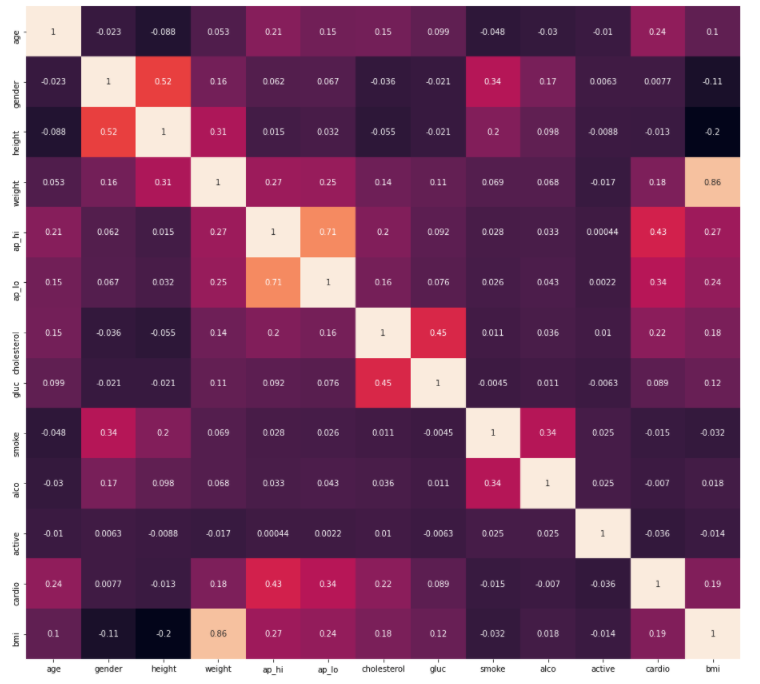 age 1 -0.023 -0.088 0.053 0.21 0.15 0.15 0.099 -0.048 -0.03 -0.01 0.24 0.1
gender -0.023 1 0.52 0.16 0.062 0.067 -0.036 -0.021 0.34 0.17 0.0063 0.0077 -0.11
height -0.088 0.52 1 0.31 0.015 0.032 -0.055 -0.021 0.2 0.098 -0.0088 -0.013 -0.2
weight 0.053 0.16 0.31 1 0.27 0.25 0.14 0.11 0.069 0.068 -0.017 0.18 0.86
ap_hi 0.21 0.062 0.015 0.27 1 0.71 0.2 0.092 0.028 0.033 0.00044 0.43 0.27
ap_lo 0.15 0.067 0.032 0.25 0.71 1 0.16 0.076 0.026 0.043 0.0022 0.34 0.24
cholesterol 0.15 -0.036 -0.055 0.14 0.2 0.16 1 0.45 0.011 0.036 0.01 0.22 0.18
gluc 0.099 -0.021 -0.021 0.11 0.092 0.076 0.45 1 -0.0045 0.011 -0.0063 0.089 0.12
smoke -0.048 0.34 0.2 0.069 0.028 0.026 0.011 -0.0045 1 0.34 0.025 -0.015 -0.032
alco -0.03 0.17 0.098 0.068 0.033 0.043 0.036 0.011 0.34 1 0.025 -0.007 0.018
active -0.01 0.0063 -0.0088 -0.017 0.00044 0.0022 0.01 -0.0063 0.025 0.025 1 -0.036 -0.014
cardio 0.24 0.0077 -0.013 0.18 0.43 0.34 0.22 0.089 -0.015 -0.007 -0.036 1 0.19
bmi 0.1 -0.11 -0.2 0.86 0.27 0.24 0.18 0.12 -0.032 0.018 -0.014 0.19 1
age gender height weight ap_hi ap_lo cholesterol gluc smoke alco active cardio bmi